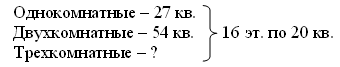 Однокомнатные – 27 кв.
Двухкомнатные – 54 кв.
Трехкомнатные – ?
16 эт. по 20 кв.